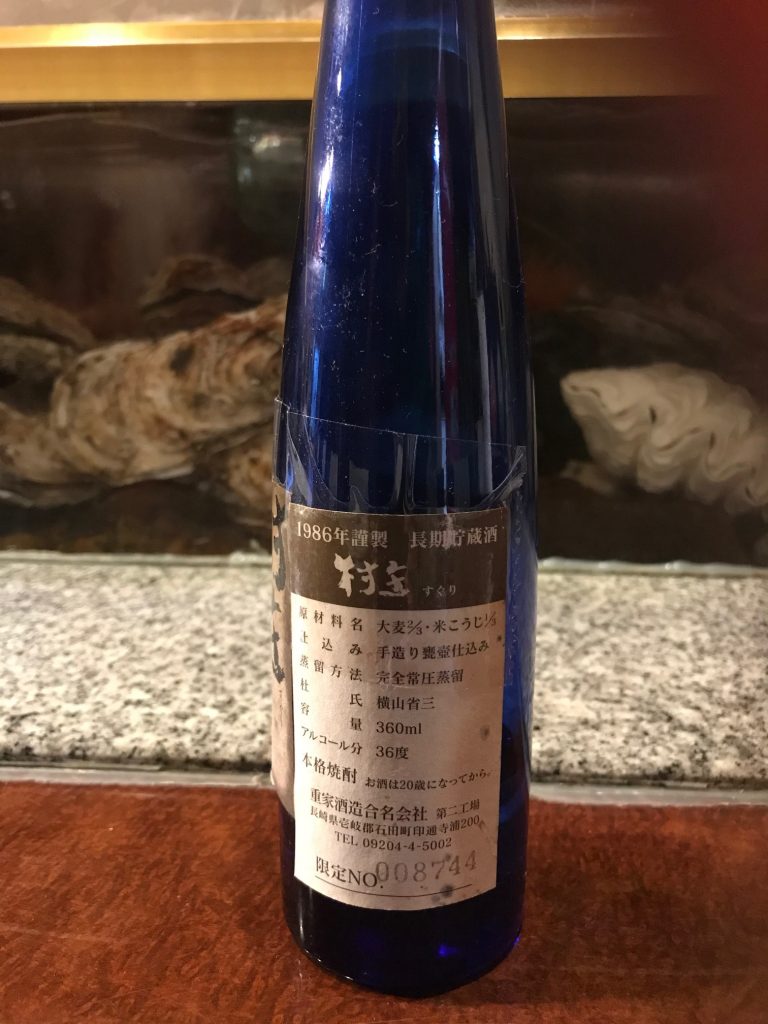 1986年謹製 長期貯蔵酒
村主 すぐり
原材料名 大麦⅔・米こうじ⅓
仕込み 手造り甕壺仕込み
蒸留方法 完全常圧蒸留
杜氏 横山省三
容量 360ml
アルコール分 36度
本格焼酎 お酒は20歳になってから。
重家酒造合名会社 第二工場
長崎県壱岐郡石田町印通寺浦200
TEL 09204-4-5002
限定NO.008744